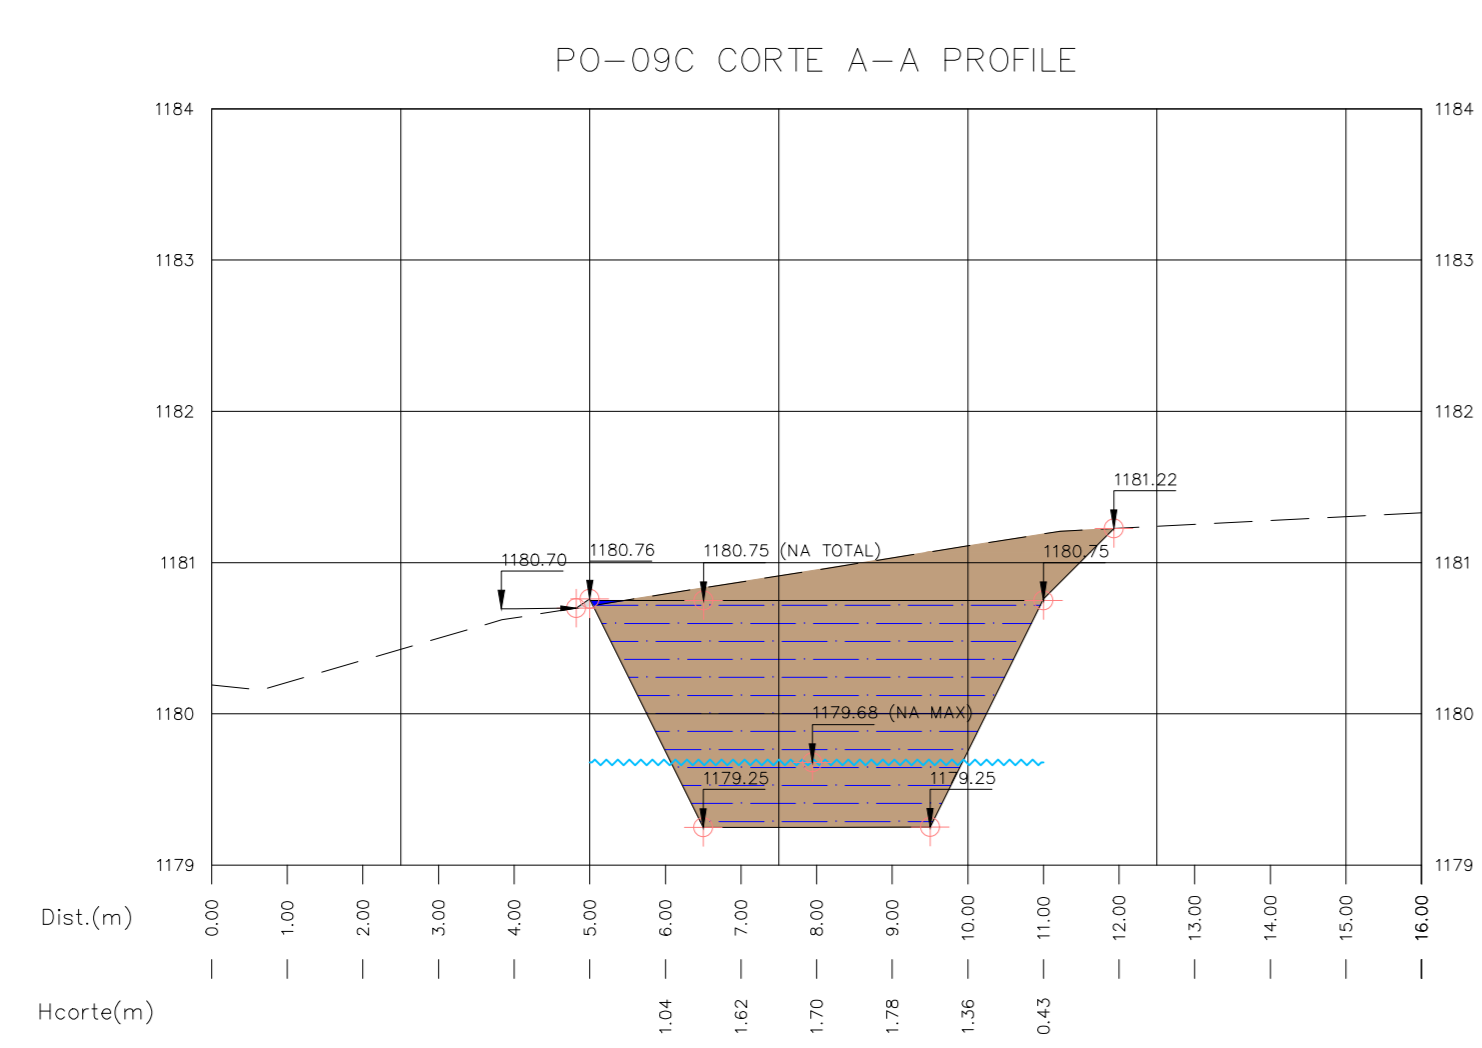 PO-09C CORTE A-A PROFILE
1184 1184
1183 1183
1182 1182
1181.22
1180.70 1180.76 1180.75 (NA TOTAL) 1180.75
1181 1181
1180 1179.68 (NA MAX) 1180
1179.25 1179.25
1179 1179
Dist.(m) 0.00 1.00 2.00 3.00 4.00 5.00 6.00 7.00 8.00 9.00 10.00 11.00 12.00 13.00 14.00 15.00 16.00
Hcorte(m) 1.04 1.62 1.70 1.78 1.36 0.43